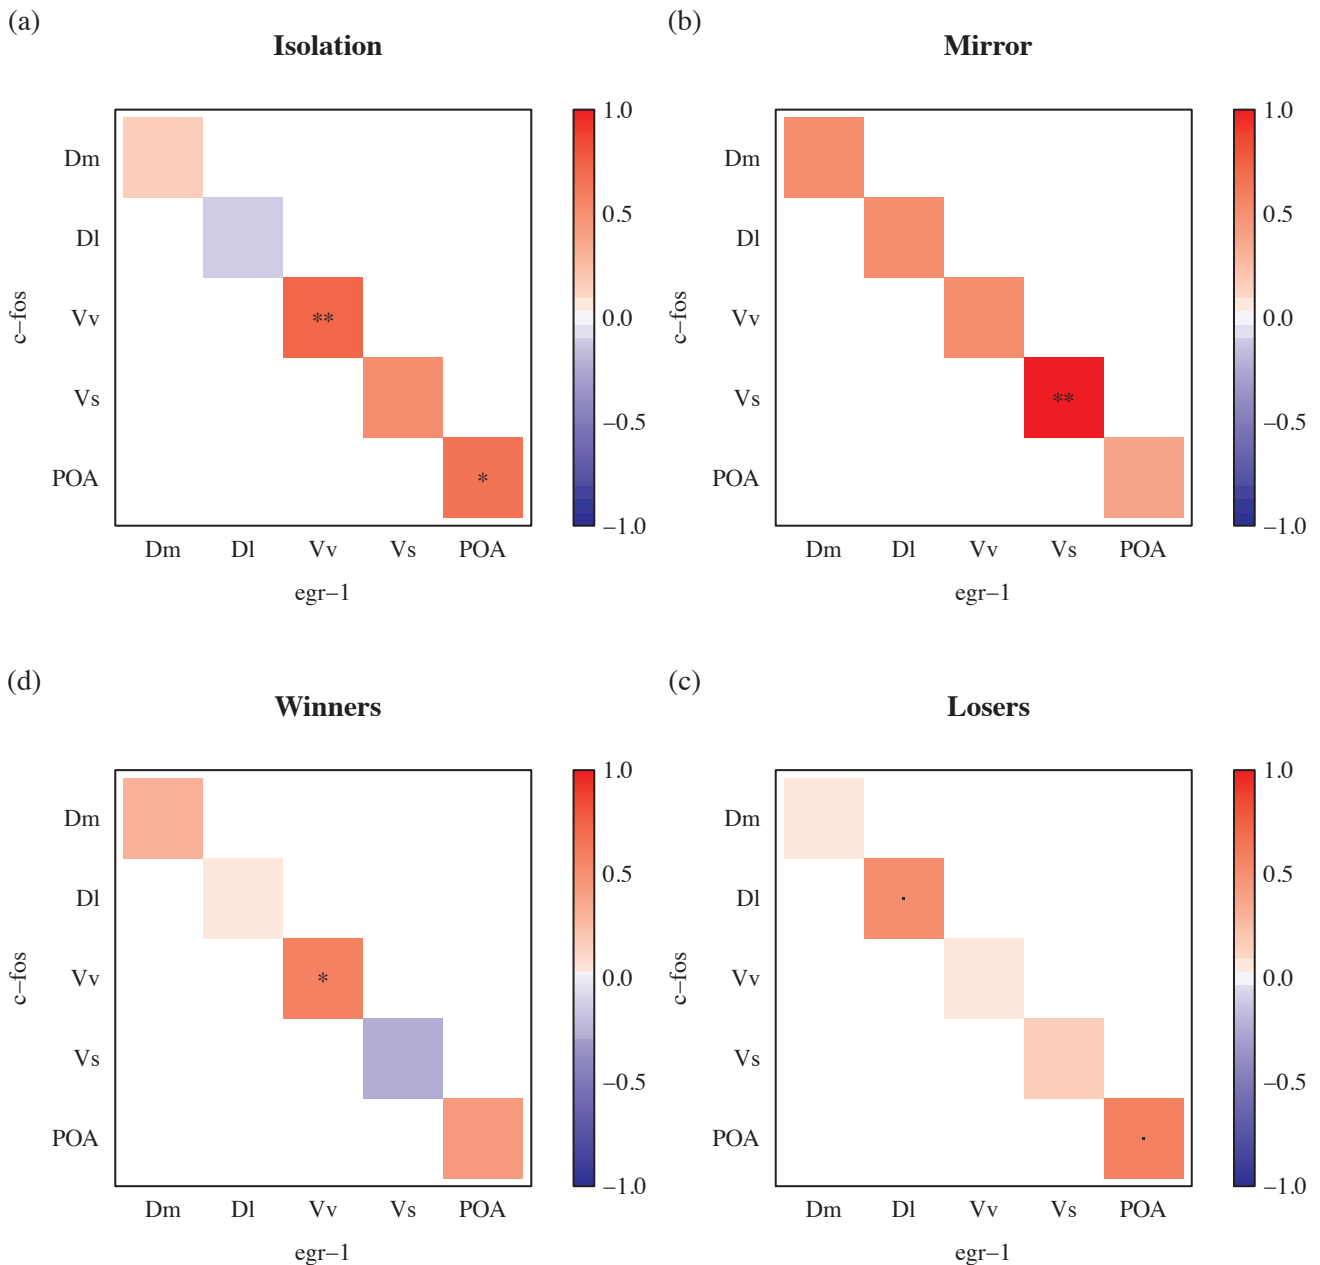 (a)
Isolation
Dm
Dl
Vv
Vs
POA
c–fos
**
*
Dm Dl Vv Vs POA
egr–1
1.0
0.5
0.0
–0.5
–1.0
(b)
Mirror
Dm
Dl
Vv
Vs
POA
c–fos
**
Dm Dl Vv Vs POA
egr–1
1.0
0.5
0.0
–0.5
–1.0
(d)
Winners
Dm
Dl
Vv
Vs
POA
c–fos
*
Dm Dl Vv Vs POA
egr–1
1.0
0.5
0.0
–0.5
–1.0
(c)
Losers
Dm
Dl
Vv
Vs
POA
c–fos
.
.
Dm Dl Vv Vs POA
egr–1
1.0
0.5
0.0
–0.5
–1.0